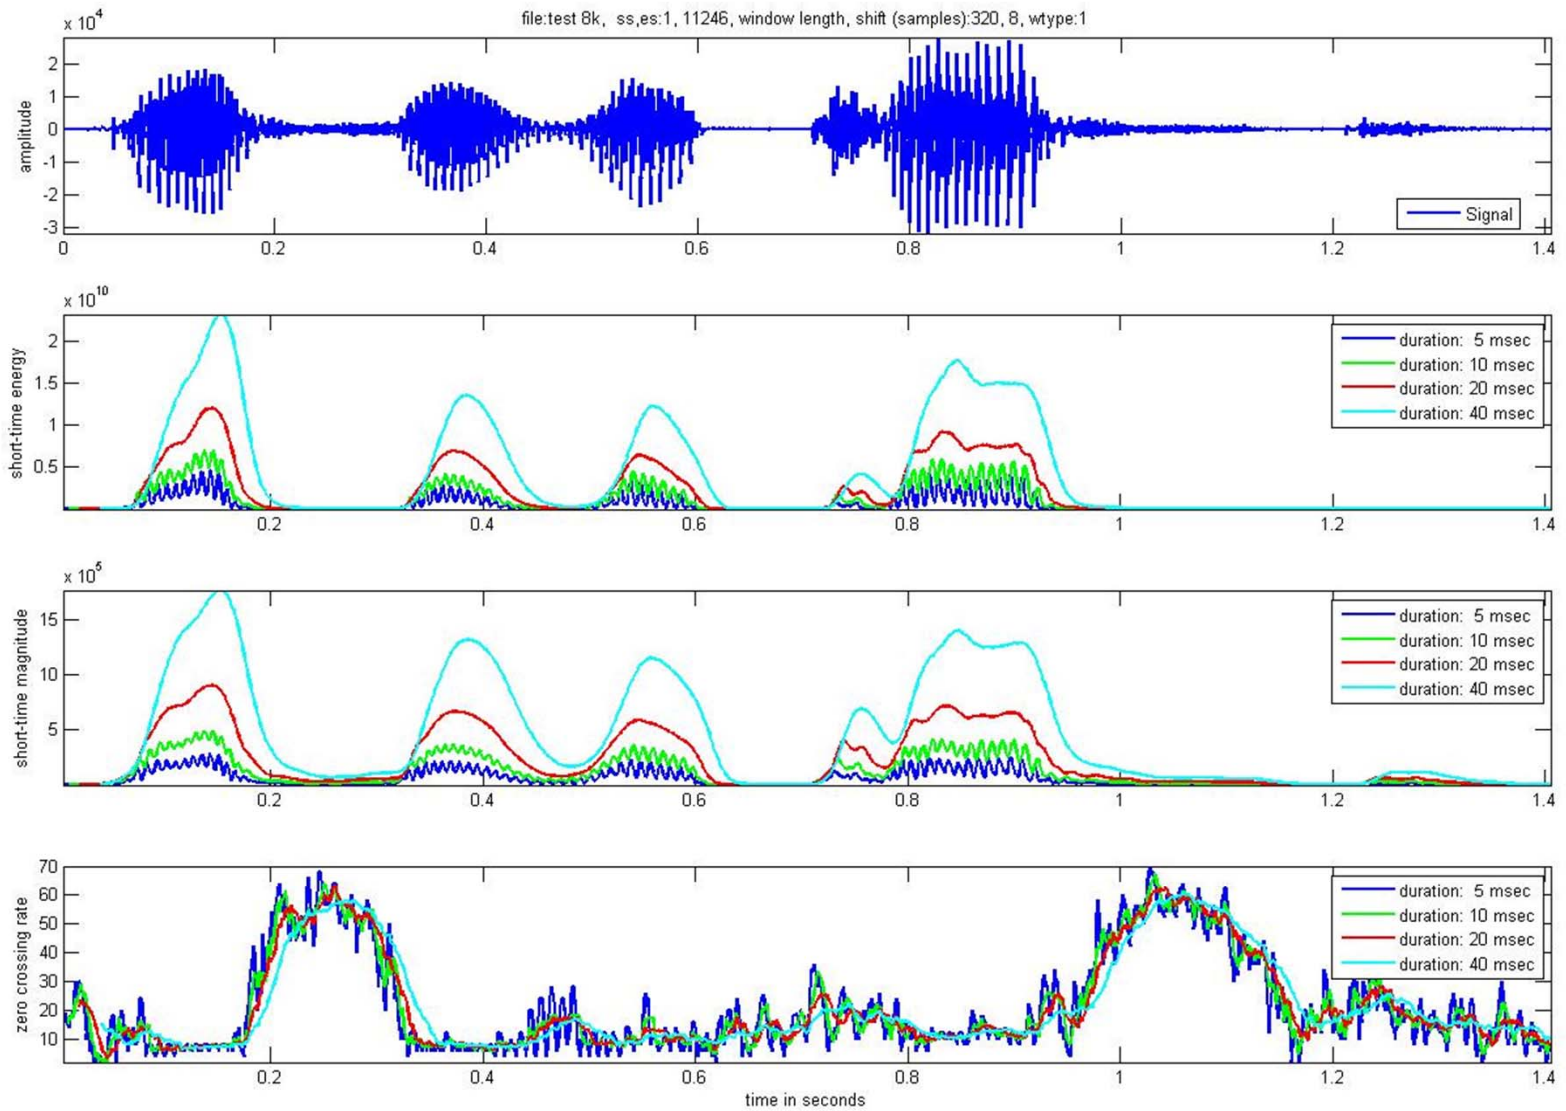 file:test 8k, ss,es:1, 11246, window length, shift (samples):320, 8, wtype:1
x 10^4
2
1
0
-1
-2
-3
amplitude
Signal
0 0.2 0.4 0.6 0.8 1 1.2 1.4
x 10^10
2
1.5
1
0.5
short-time energy
duration: 5 msec
duration: 10 msec
duration: 20 msec
duration: 40 msec
0.2 0.4 0.6 0.8 1 1.2 1.4
x 10^5
15
10
5
short-time magnitude
duration: 5 msec
duration: 10 msec
duration: 20 msec
duration: 40 msec
0.2 0.4 0.6 0.8 1 1.2 1.4
70
60
50
40
30
20
10
zero crossing rate
duration: 5 msec
duration: 10 msec
duration: 20 msec
duration: 40 msec
0.2 0.4 0.6 0.8 1 1.2 1.4
time in seconds